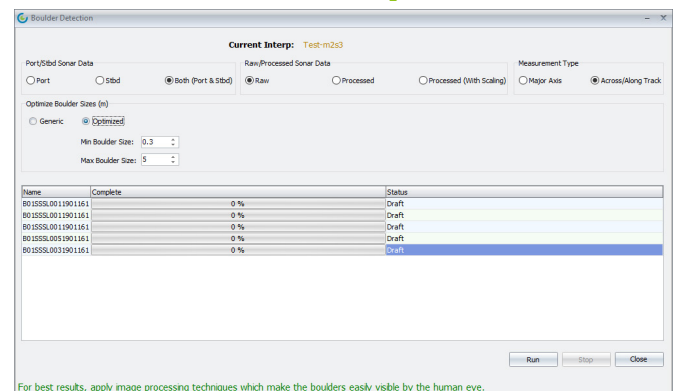 Boulder Detection
Current Interp: Test-m2s3
Port/Stbd Sonar Data Raw/Processed Sonar Data Measurement Type
Port Stbd Both (Port & Stbd) Raw Processed Processed (With Scaling) Major Axis Across/Along Track
Optimize Boulder Sizes (m)
Generic Optimized
Min Boulder Size: 0.3
Max Boulder Size: 5
Name Complete Status
B01SSSL0011901161 0 % Draft
B01SSSL0011901161 0 % Draft
B01SSSL0011901161 0 % Draft
B01SSSL0051901161 0 % Draft
B01SSSL0031901161 0 % Draft
Run Stop Close
For best results, apply image processing techniques which make the boulders easily visible by the human eye.